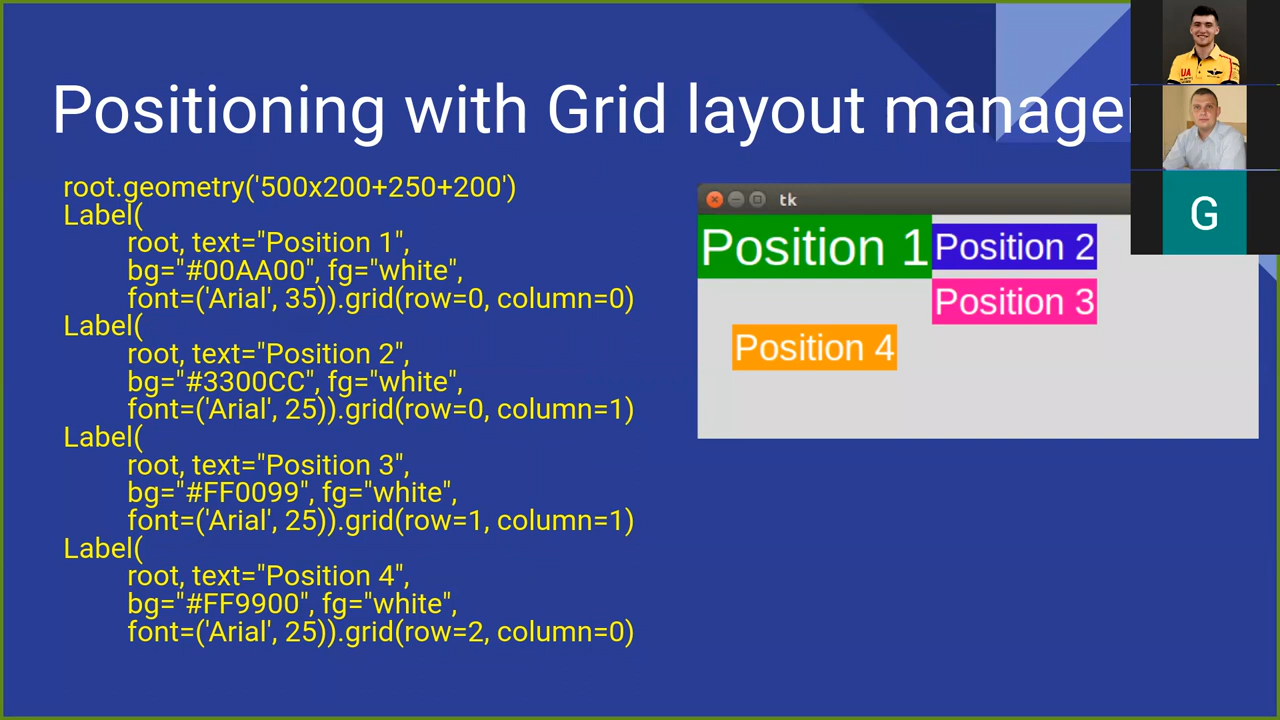 Positioning with Grid layout manager
root.geometry('500x200+250+200')
Label(
root, text="Position 1",
bg="#00AA00", fg="white",
font=('Arial', 35)).grid(row=0, column=0)
Label(
root, text="Position 2",
bg="#3300CC", fg="white",
font=('Arial', 25)).grid(row=0, column=1)
Label(
root, text="Position 3",
bg="#FF0099", fg="white",
font=('Arial', 25)).grid(row=1, column=1)
Label(
root, text="Position 4",
bg="#FF9900", fg="white",
font=('Arial', 25)).grid(row=2, column=0)
tk
Position 1
Position 2
Position 3
Position 4
UA
G